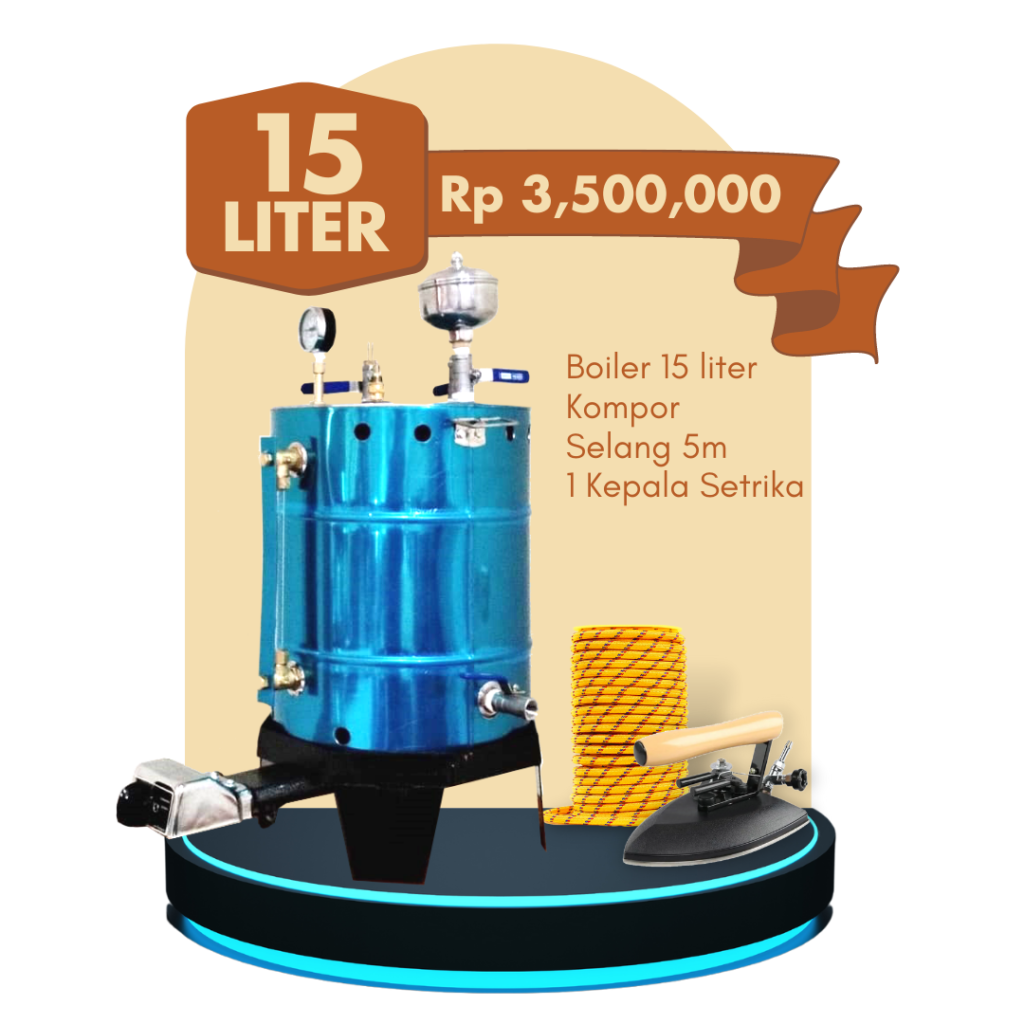 15
LITER
Rp 3,500,000
Boiler 15 liter
Kompor
Selang 5m
1 Kepala Setrika